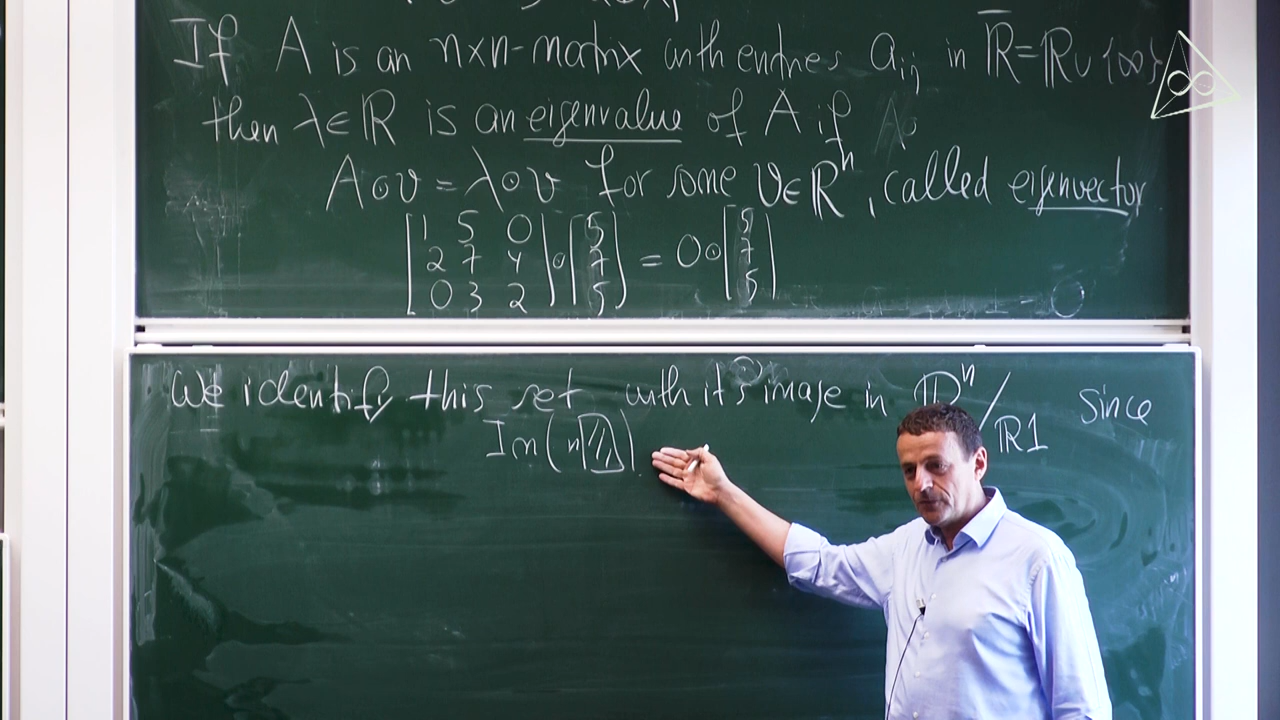 If A is an n×n-matrix with entries aij in R̅=R∪{∞}
then λ∈R is an eigenvalue of A if
A⊙v = λ⊙v for some v∈Rⁿ, called eigenvector
[1 5 0
2 7 4
0 3 2] ⊙ [5
7
5] = 0⊙ [5
7
5]
We identify this set with it's image in Rⁿ/R1 since
Im(